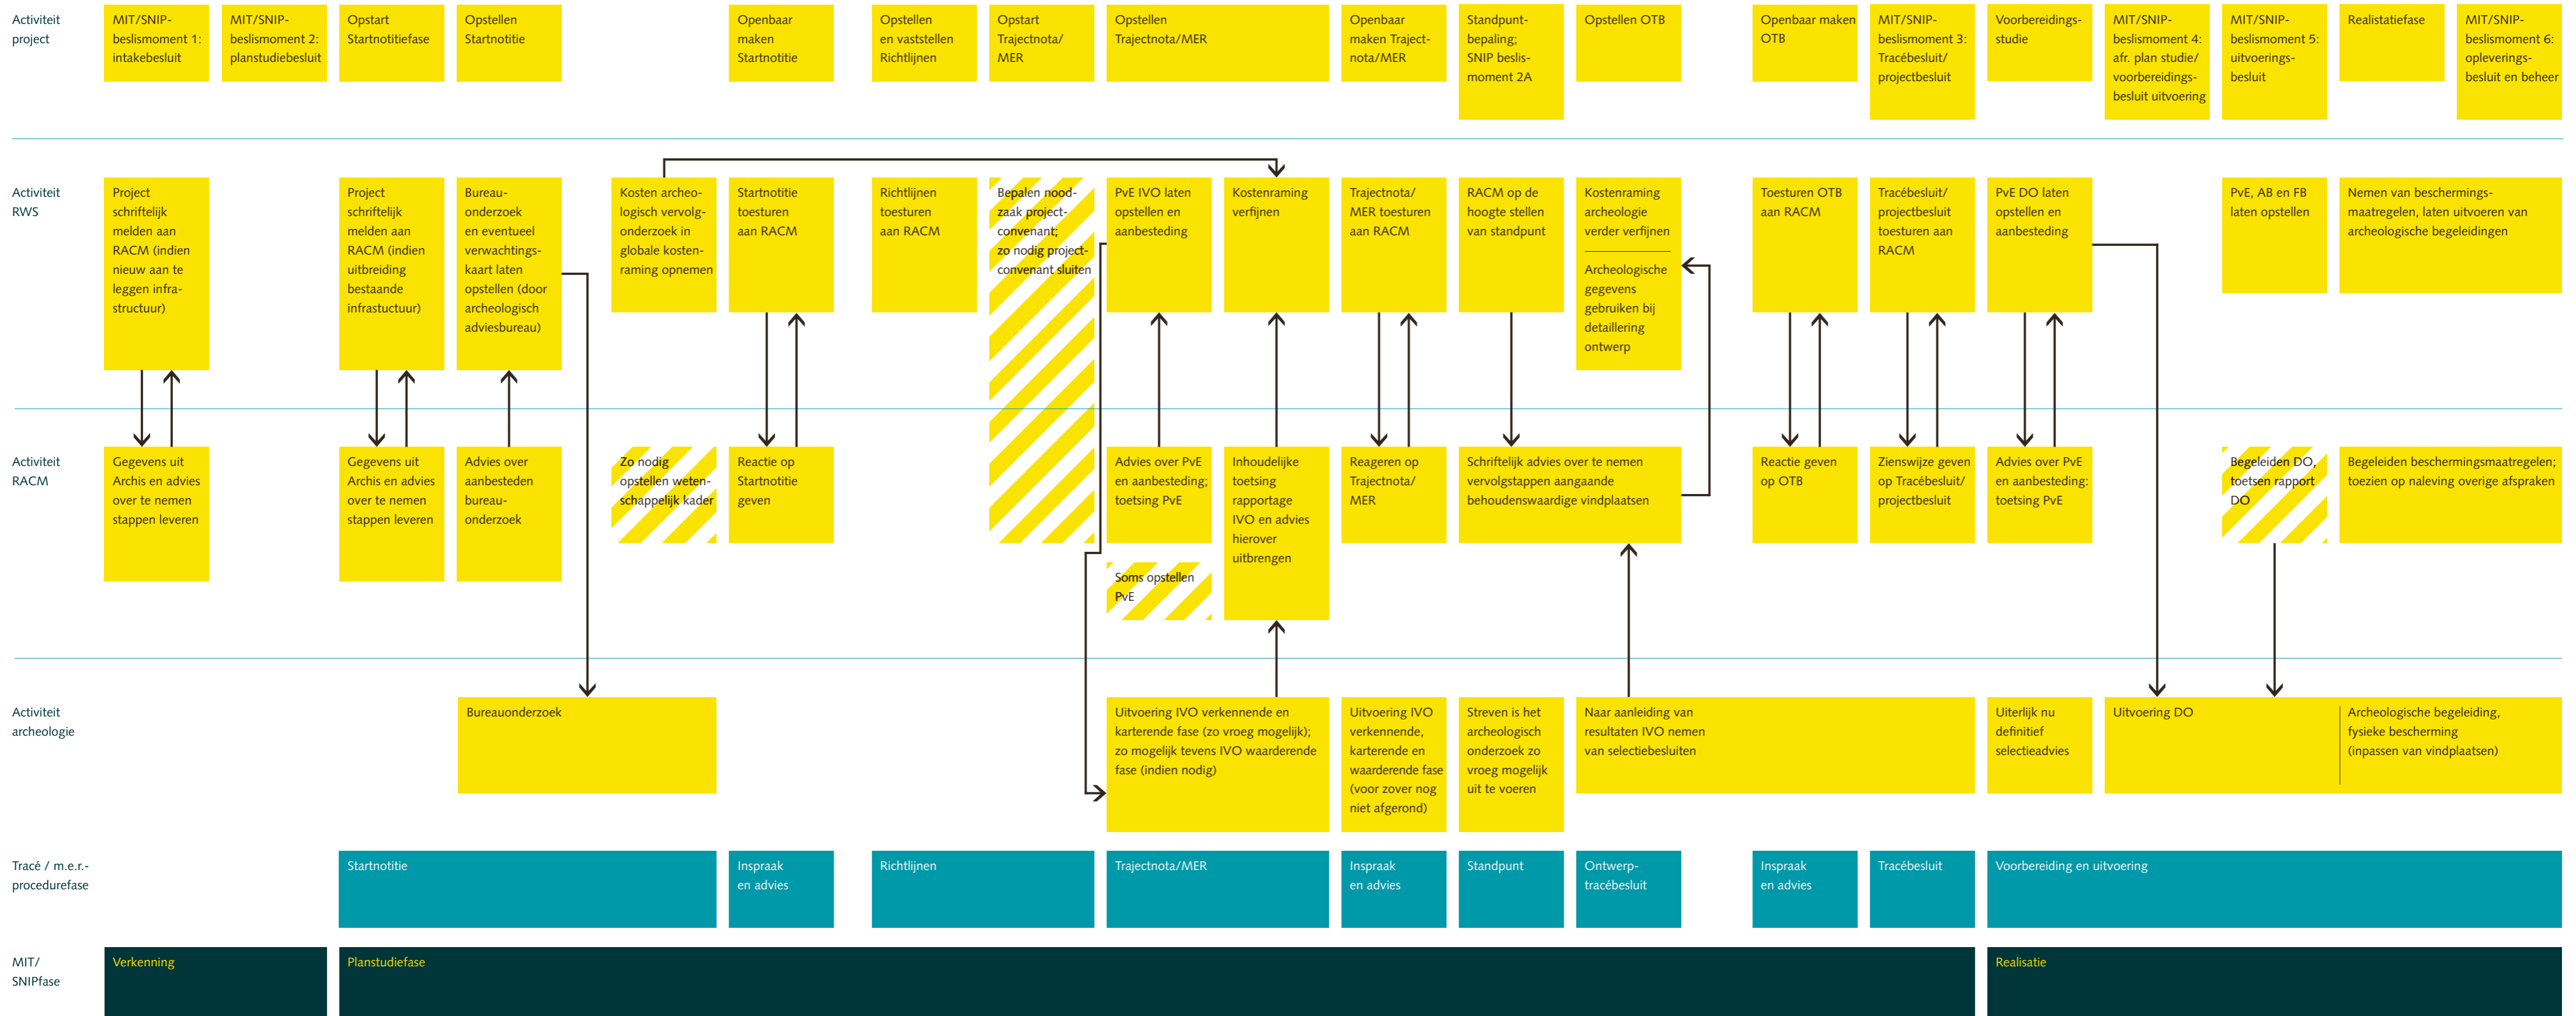 Activiteit
project
MIT/SNIP-
beslismoment 1:
intakebesluit
MIT/SNIP-
beslismoment 2:
planstudiebesluit
Opstart
Startnotitiefase
Opstellen
Startnotitie
Openbaar
maken
Startnotitie
Opstellen
en vaststellen
Richtlijnen
Opstart
Trajectnota/
MER
Opstellen
Trajectnota/MER
Openbaar
maken Traject-
nota/MER
Standpunt-
bepaling;
SNIP beslis-
moment 2A
Opstellen OTB
Openbaar maken
OTB
MIT/SNIP-
beslismoment 3:
Tracébesluit/
projectbesluit
Voorbereidings-
studie
MIT/SNIP-
beslismoment 4:
afr. plan studie/
voorbereidings-
besluit uitvoering
MIT/SNIP-
beslismoment 5:
uitvoerings-
besluit
Realistatiefase
MIT/SNIP-
beslismoment 6:
opleverings-
besluit en beheer
Activiteit
RWS
Project
schriftelijk
melden aan
RACM (indien
nieuw aan te
leggen infra-
structuur)
Project
schriftelijk
melden aan
RACM (indien
uitbreiding
bestaande
infrastuctuur)
Bureau-
onderzoek
en eventueel
verwachtings-
kaart laten
opstellen (door
archeologisch
adviesbureau)
Kosten archeo-
logisch vervolg-
onderzoek in
globale kosten-
raming opnemen
Startnotitie
toesturen
aan RACM
Richtlijnen
toesturen
aan RACM
Bepalen nood-
zaak project-
convenant;
zo nodig project-
convenant sluiten
PvE IVO laten
opstellen en
aanbesteding
Kostenraming
verfijnen
Trajectnota/
MER toesturen
aan RACM
RACM op de
hoogte stellen
van standpunt
Kostenraming
archeologie
verder verfijnen
Archeologische
gegevens
gebruiken bij
detaillering
ontwerp
Toesturen OTB
aan RACM
Tracébesluit/
projectbesluit
toesturen aan
RACM
PvE DO laten
opstellen en
aanbesteding
PvE, AB en FB
laten opstellen
Nemen van beschermings-
maatregelen, laten uitvoeren van
archeologische begeleidingen
Activiteit
RACM
Gegevens uit
Archis en advies
over te nemen
stappen leveren
Gegevens uit
Archis en advies
over te nemen
stappen leveren
Advies over
aanbesteden
bureau-
onderzoek
Zo nodig
opstellen weten-
schappelijk kader
Reactie op
Startnotitie
geven
Advies over PvE
en aanbesteding;
toetsing PvE
Soms opstellen
PvE
Inhoudelijke
toetsing
rapportage
IVO en advies
hierover
uitbrengen
Reageren op
Trajectnota/
MER
Schriftelijk advies over te nemen
vervolgstappen aangaande
behoudenswaardige vindplaatsen
Reactie geven
op OTB
Zienswijze geven
op Tracébesluit/
projectbesluit
Advies over PvE
en aanbesteding:
toetsing PvE
Begeleiden DO,
toetsen rapport
DO
Begeleiden beschermingsmaatregelen;
toezien op naleving overige afspraken
Activiteit
archeologie
Bureauonderzoek
Uitvoering IVO verkennende en
karterende fase (zo vroeg mogelijk);
zo mogelijk tevens IVO waarderende
fase (indien nodig)
Uitvoering IVO
verkennende,
karterende en
waarderende fase
(voor zover nog
niet afgerond)
Streven is het
archeologisch
onderzoek zo
vroeg mogelijk
uit te voeren
Naar aanleiding van
resultaten IVO nemen
van selectiebesluiten
Uiterlijk nu
definitief
selectieadvies
Uitvoering DO
Archeologische begeleiding,
fysieke bescherming
(inpassen van vindplaatsen)
Tracé / m.e.r.-
procedurefase
Startnotitie
Inspraak
en advies
Richtlijnen
Trajectnota/MER
Inspraak
en advies
Standpunt
Ontwerp-
tracébesluit
Inspraak
en advies
Tracébesluit
Voorbereiding en uitvoering
MIT/
SNIPfase
Verkenning
Planstudiefase
Realisatie